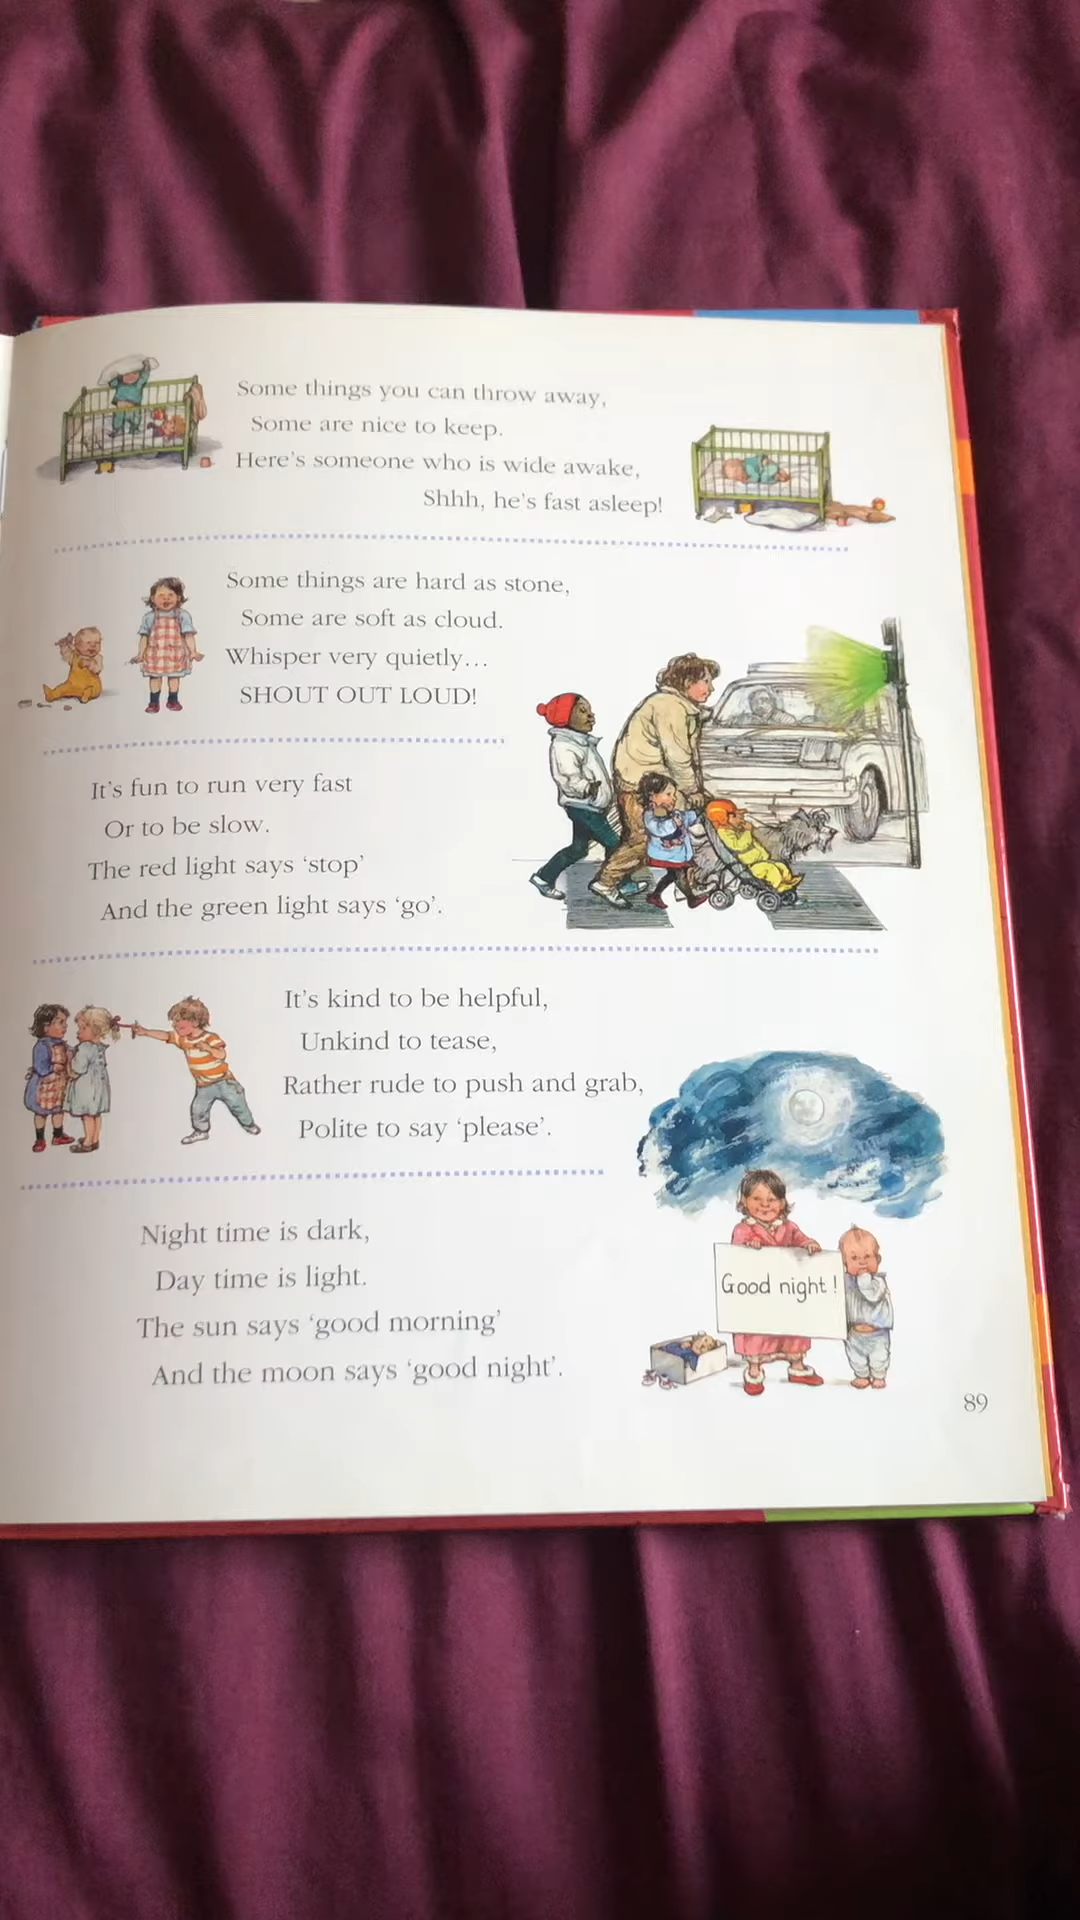 Some things you can throw away,
Some are nice to keep.
Here's someone who is wide awake,
Shhh, he's fast asleep!
Some things are hard as stone,
Some are soft as cloud.
Whisper very quietly...
SHOUT OUT LOUD!
It's fun to run very fast
Or to be slow.
The red light says 'stop'
And the green light says 'go'.
It's kind to be helpful,
Unkind to tease,
Rather rude to push and grab,
Polite to say 'please'.
Night time is dark,
Day time is light.
The sun says 'good morning'
And the moon says 'good night'.
Good night!
89